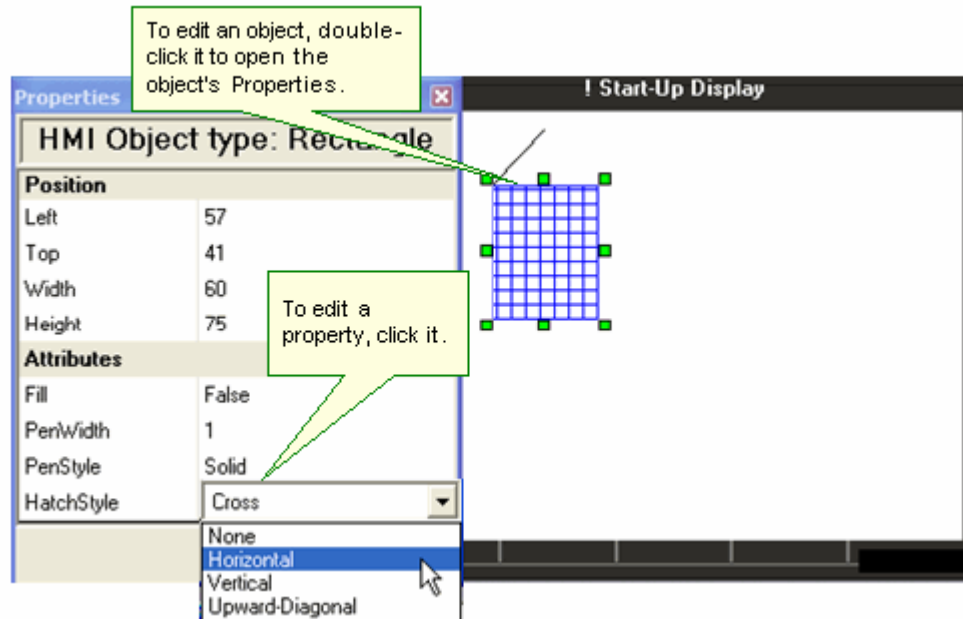 To edit an object, double-
click it to open the
object's Properties.
Properties
! Start-Up Display
HMI Object type: Rectangle
Position
Left 57
Top 41
Width 60
Height 75
To edit a
property, click it.
Attributes
Fill False
PenWidth 1
PenStyle Solid
HatchStyle Cross
None
Horizontal
Vertical
Upward-Diagonal